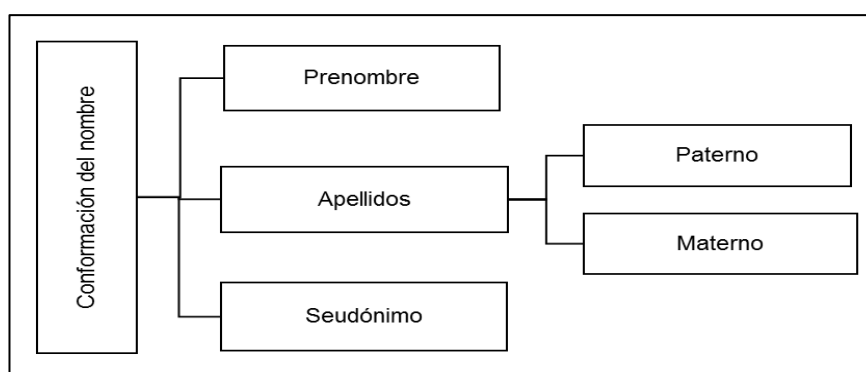 Conformación del nombre
Prenombre
Apellidos
Paterno
Materno
Seudónimo